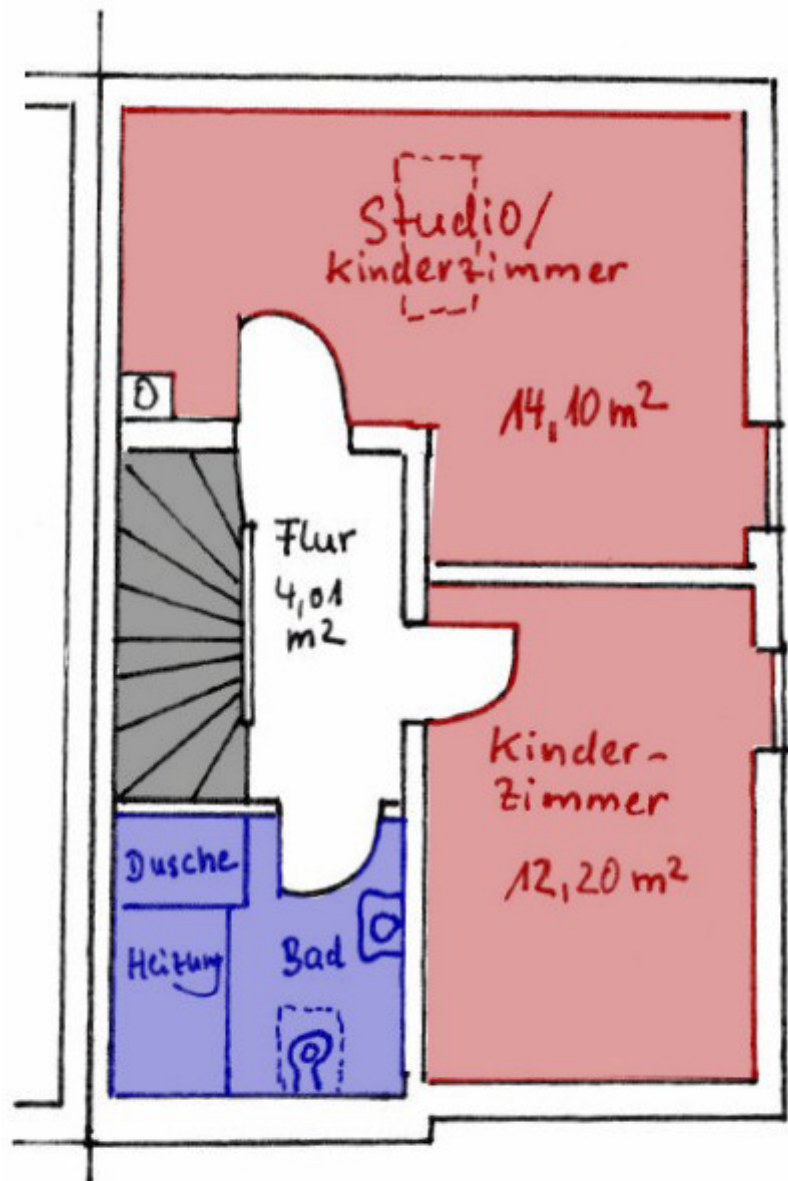 Studio/
Kinderzimmer
14,10 m²
Flur
4,01
m²
Kinder-
zimmer
12,20 m²
Dusche
Heizung
Bad